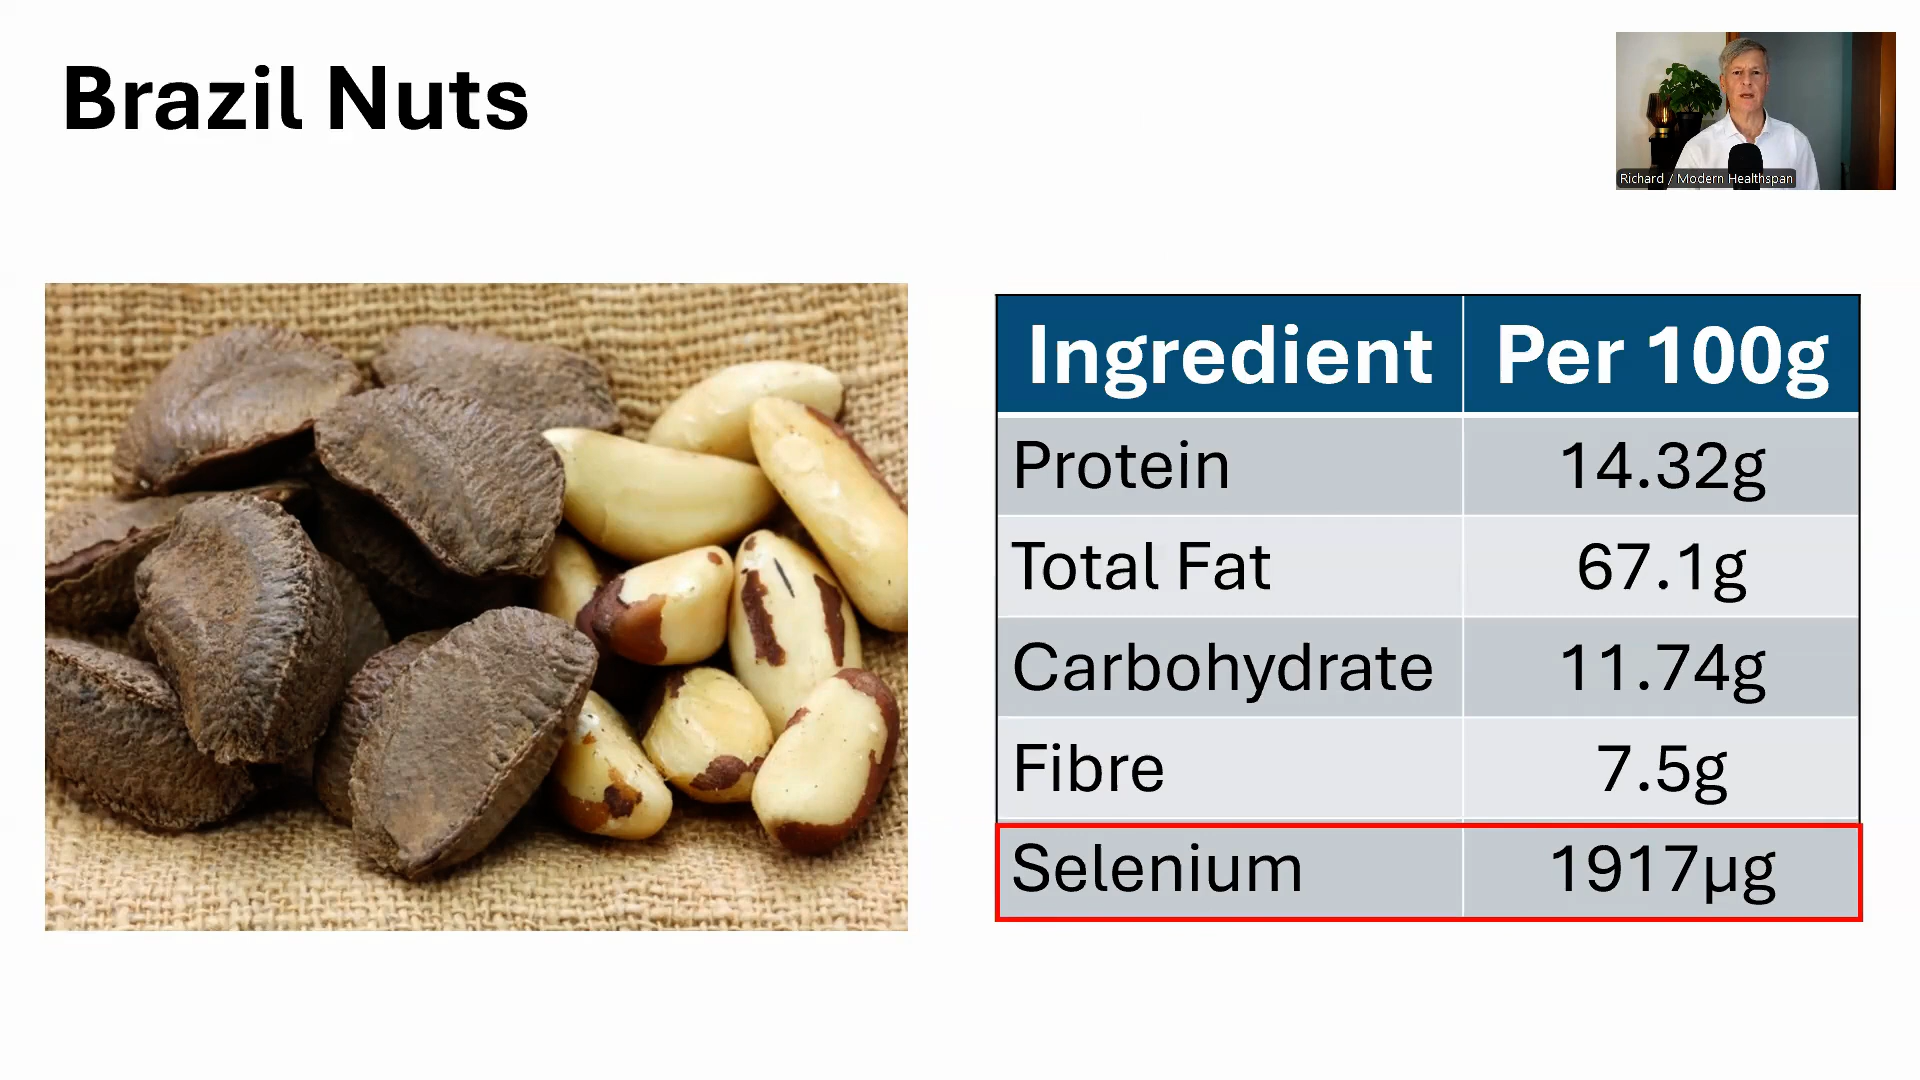 Brazil Nuts
Richard / Modern Healthspan
Ingredient Per 100g
Protein 14.32g
Total Fat 67.1g
Carbohydrate 11.74g
Fibre 7.5g
Selenium 1917µg